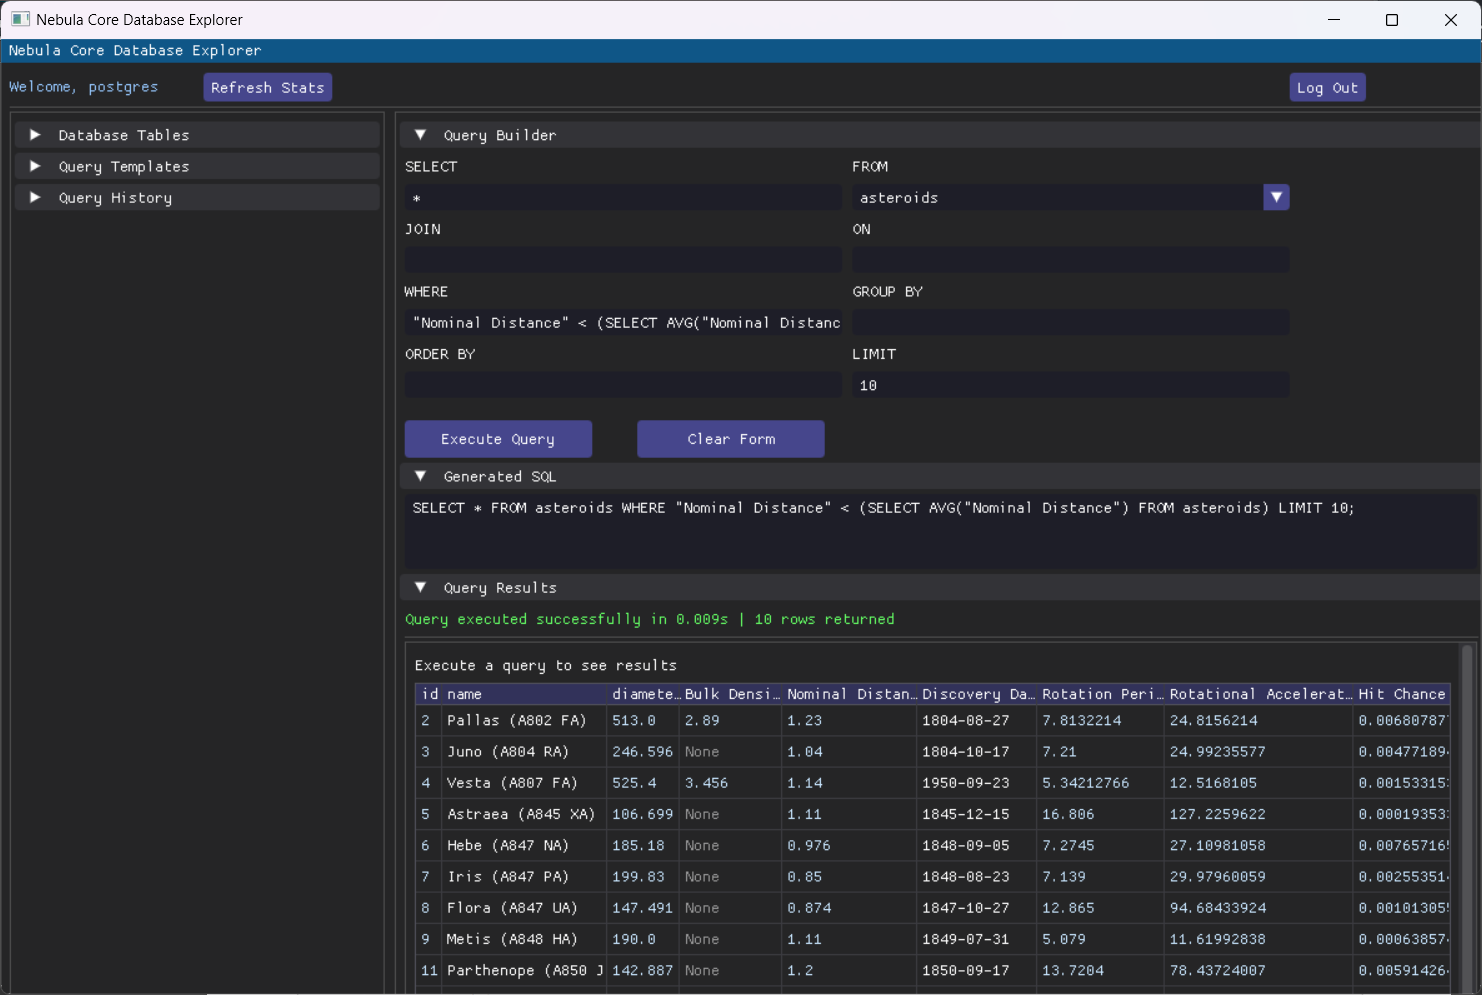 Nebula Core Database Explorer
Nebula Core Database Explorer
Welcome, postgres Refresh Stats Log Out
Database Tables
Query Templates
Query History
Query Builder
SELECT FROM
* asteroids
JOIN ON
WHERE GROUP BY
"Nominal Distance" < (SELECT AVG("Nominal Distanc
ORDER BY LIMIT
10
Execute Query Clear Form
Generated SQL
SELECT * FROM asteroids WHERE "Nominal Distance" < (SELECT AVG("Nominal Distance") FROM asteroids) LIMIT 10;
Query Results
Query executed successfully in 0.009s | 10 rows returned
Execute a query to see results
id name diamete… Bulk Densi… Nominal Distan… Discovery Da… Rotation Peri… Rotational Accelerat… Hit Chance
2 Pallas (A802 FA) 513.0 2.89 1.23 1804-08-27 7.8132214 24.8156214 0.00680787
3 Juno (A804 RA) 246.596 None 1.04 1804-10-17 7.21 24.99235577 0.00477189
4 Vesta (A807 FA) 525.4 3.456 1.14 1950-09-23 5.34212766 12.5168105 0.00153315
5 Astraea (A845 XA) 106.699 None 1.11 1845-12-15 16.806 127.2259622 0.00019353
6 Hebe (A847 NA) 185.18 None 0.976 1848-09-05 7.2745 27.10981058 0.00765716
7 Iris (A847 PA) 199.83 None 0.85 1848-08-23 7.139 29.97960059 0.00255351
8 Flora (A847 UA) 147.491 None 0.874 1847-10-27 12.865 94.68433924 0.00101305
9 Metis (A848 HA) 190.0 None 1.11 1849-07-31 5.079 11.61992838 0.00063857
11 Parthenope (A850 J 142.887 None 1.2 1850-09-17 13.7204 78.43724007 0.00591426